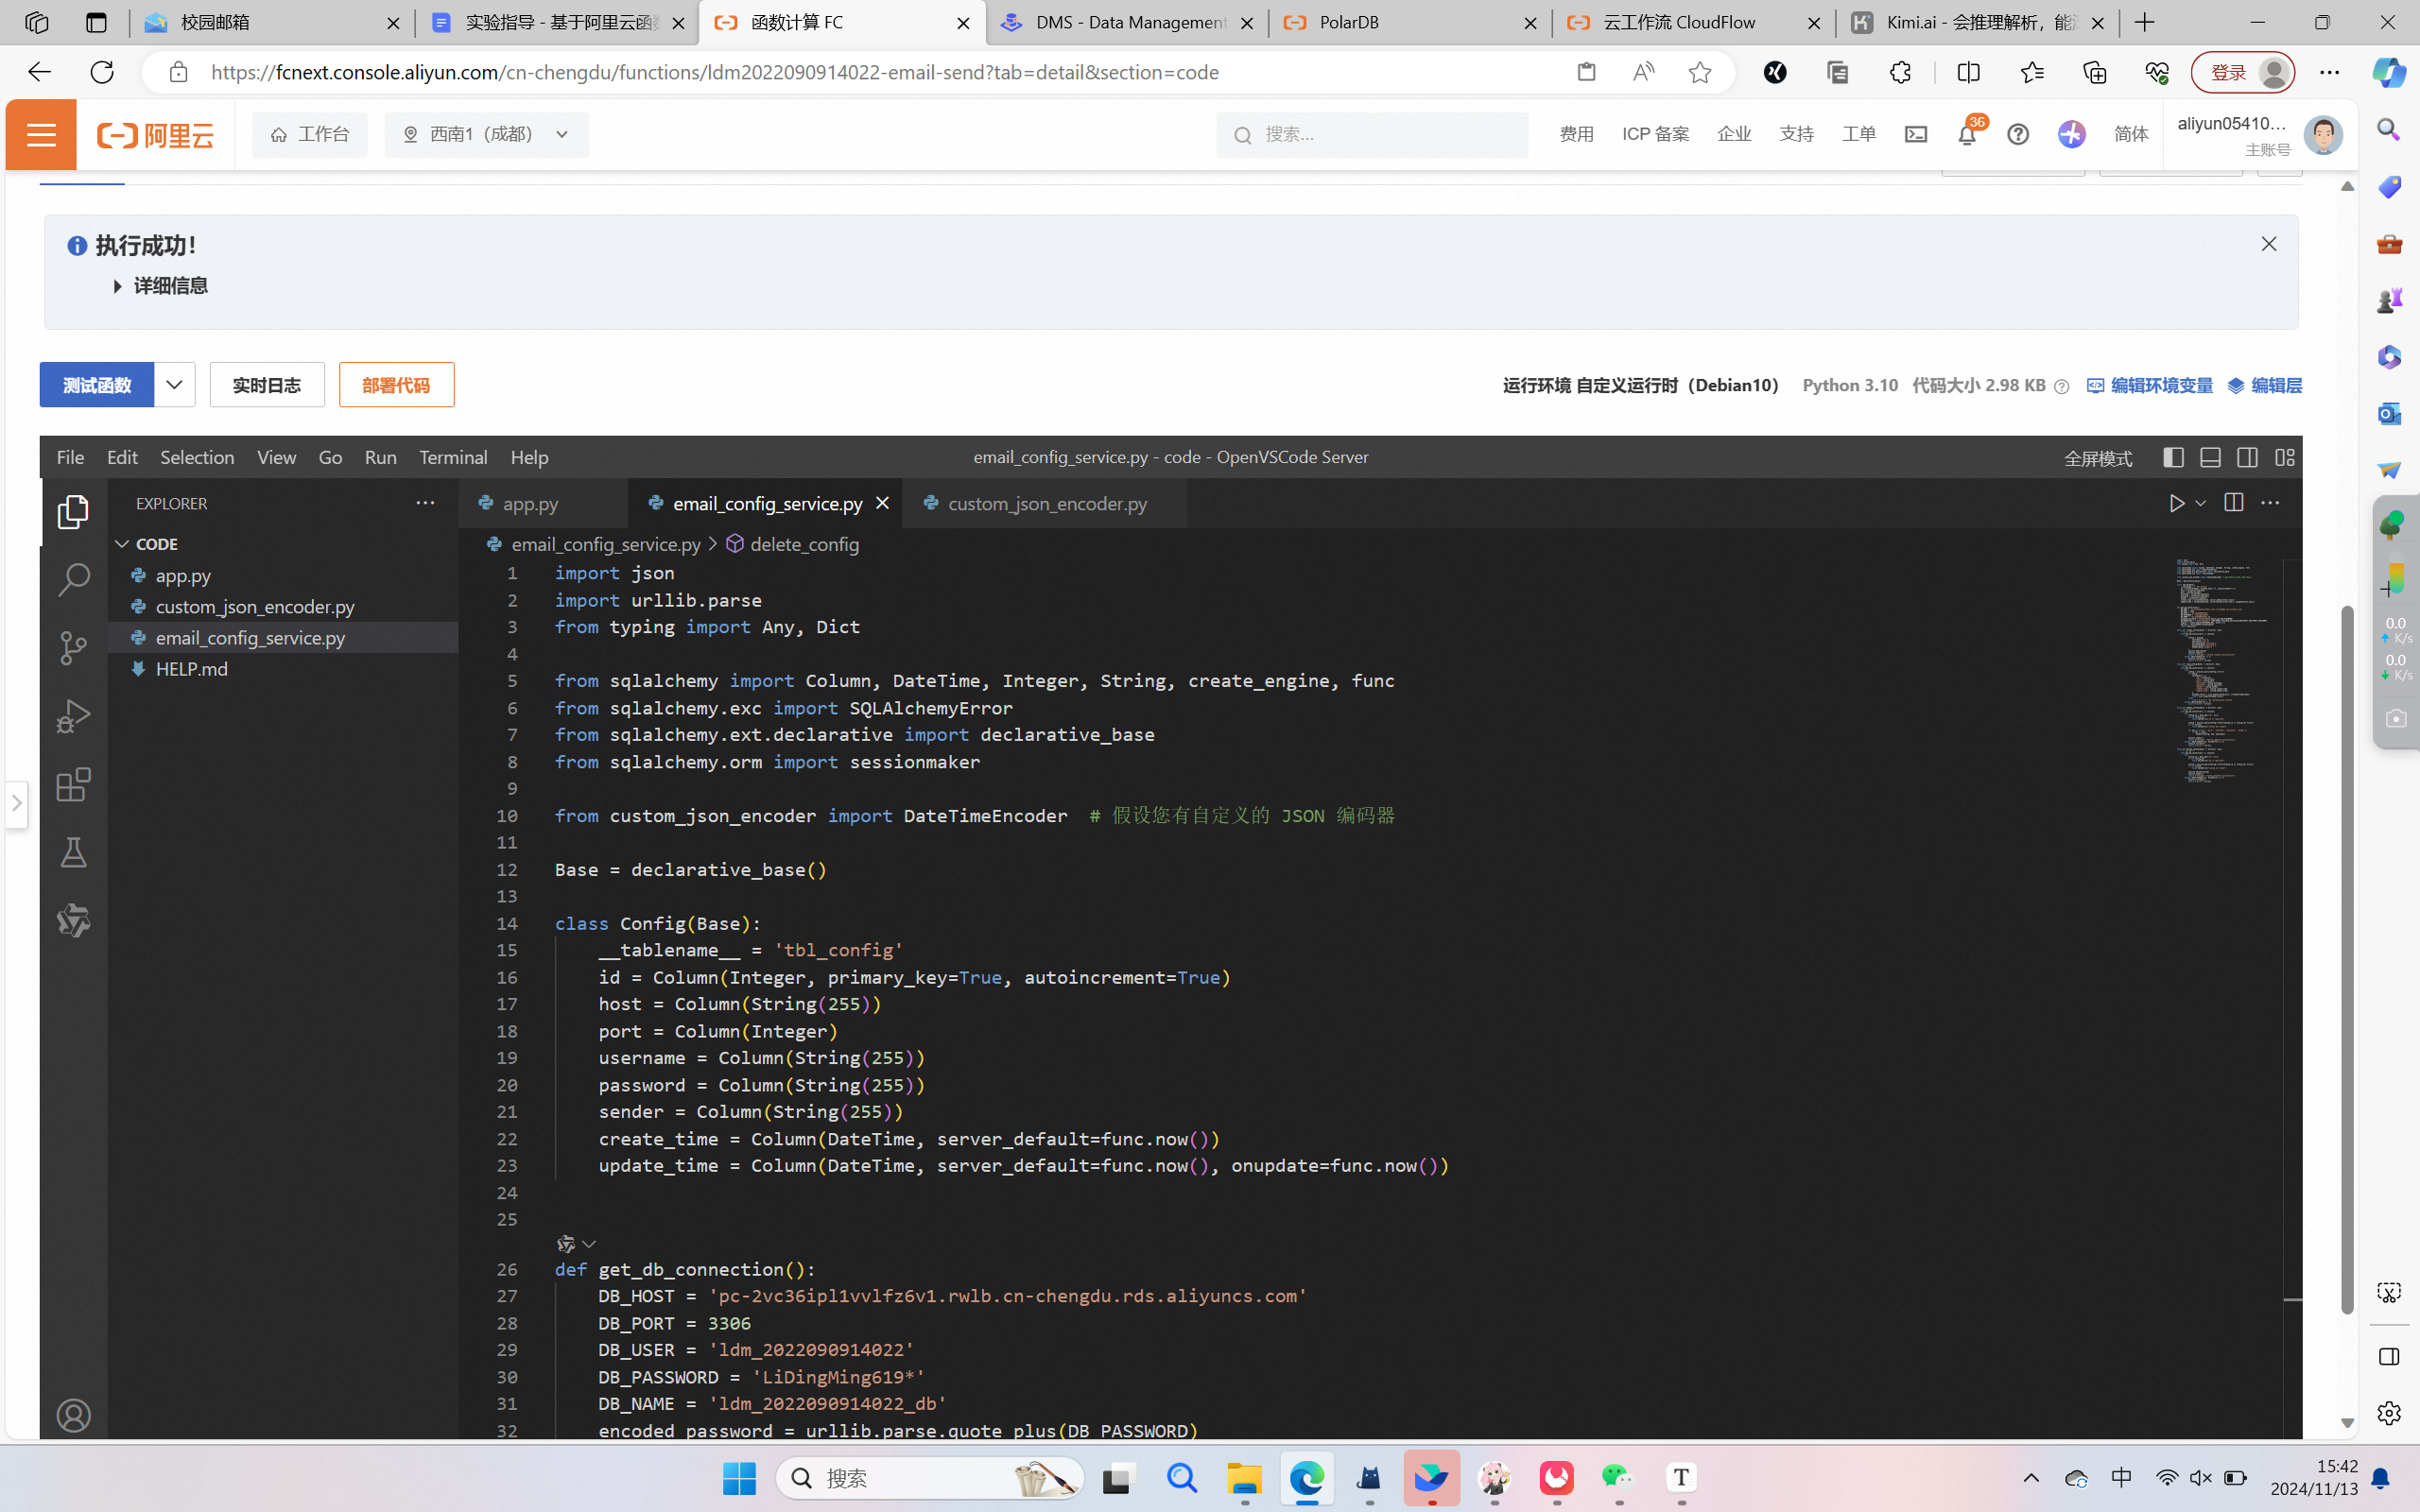 校园邮箱
实验指导 - 基于阿里云函
函数计算 FC
DMS - Data Management
PolarDB
云工作流 CloudFlow
Kimi.ai - 会推理解析，能
https://fcnext.console.aliyun.com/cn-chengdu/functions/ldm2022090914022-email-send?tab=detail&section=code
登录
阿里云
工作台
西南1（成都）
搜索...
费用
ICP 备案
企业
支持
工单
36
简体
aliyun05410...
主账号
执行成功！
详细信息
测试函数
实时日志
部署代码
运行环境 自定义运行时（Debian10）
Python 3.10
代码大小 2.98 KB
编辑环境变量
编辑层
File Edit Selection View Go Run Terminal Help
email_config_service.py - code - OpenVSCode Server
全屏模式
EXPLORER
CODE
app.py
custom_json_encoder.py
email_config_service.py
HELP.md
app.py
email_config_service.py
custom_json_encoder.py
email_config_service.py > delete_config
1 import json
2 import urllib.parse
3 from typing import Any, Dict
4
5 from sqlalchemy import Column, DateTime, Integer, String, create_engine, func
6 from sqlalchemy.exc import SQLAlchemyError
7 from sqlalchemy.ext.declarative import declarative_base
8 from sqlalchemy.orm import sessionmaker
9
10 from custom_json_encoder import DateTimeEncoder  # 假设您有自定义的 JSON 编码器
11
12 Base = declarative_base()
13
14 class Config(Base):
15     __tablename__ = 'tbl_config'
16     id = Column(Integer, primary_key=True, autoincrement=True)
17     host = Column(String(255))
18     port = Column(Integer)
19     username = Column(String(255))
20     password = Column(String(255))
21     sender = Column(String(255))
22     create_time = Column(DateTime, server_default=func.now())
23     update_time = Column(DateTime, server_default=func.now(), onupdate=func.now())
24
25
26 def get_db_connection():
27     DB_HOST = 'pc-2vc36ipl1vvlfz6v1.rwlb.cn-chengdu.rds.aliyuncs.com'
28     DB_PORT = 3306
29     DB_USER = 'ldm_2022090914022'
30     DB_PASSWORD = 'LiDingMing619*'
31     DB_NAME = 'ldm_2022090914022_db'
32     encoded_password = urllib.parse.quote_plus(DB_PASSWORD)
0.0
K/s
0.0
K/s
搜索
中
15:42
2024/11/13